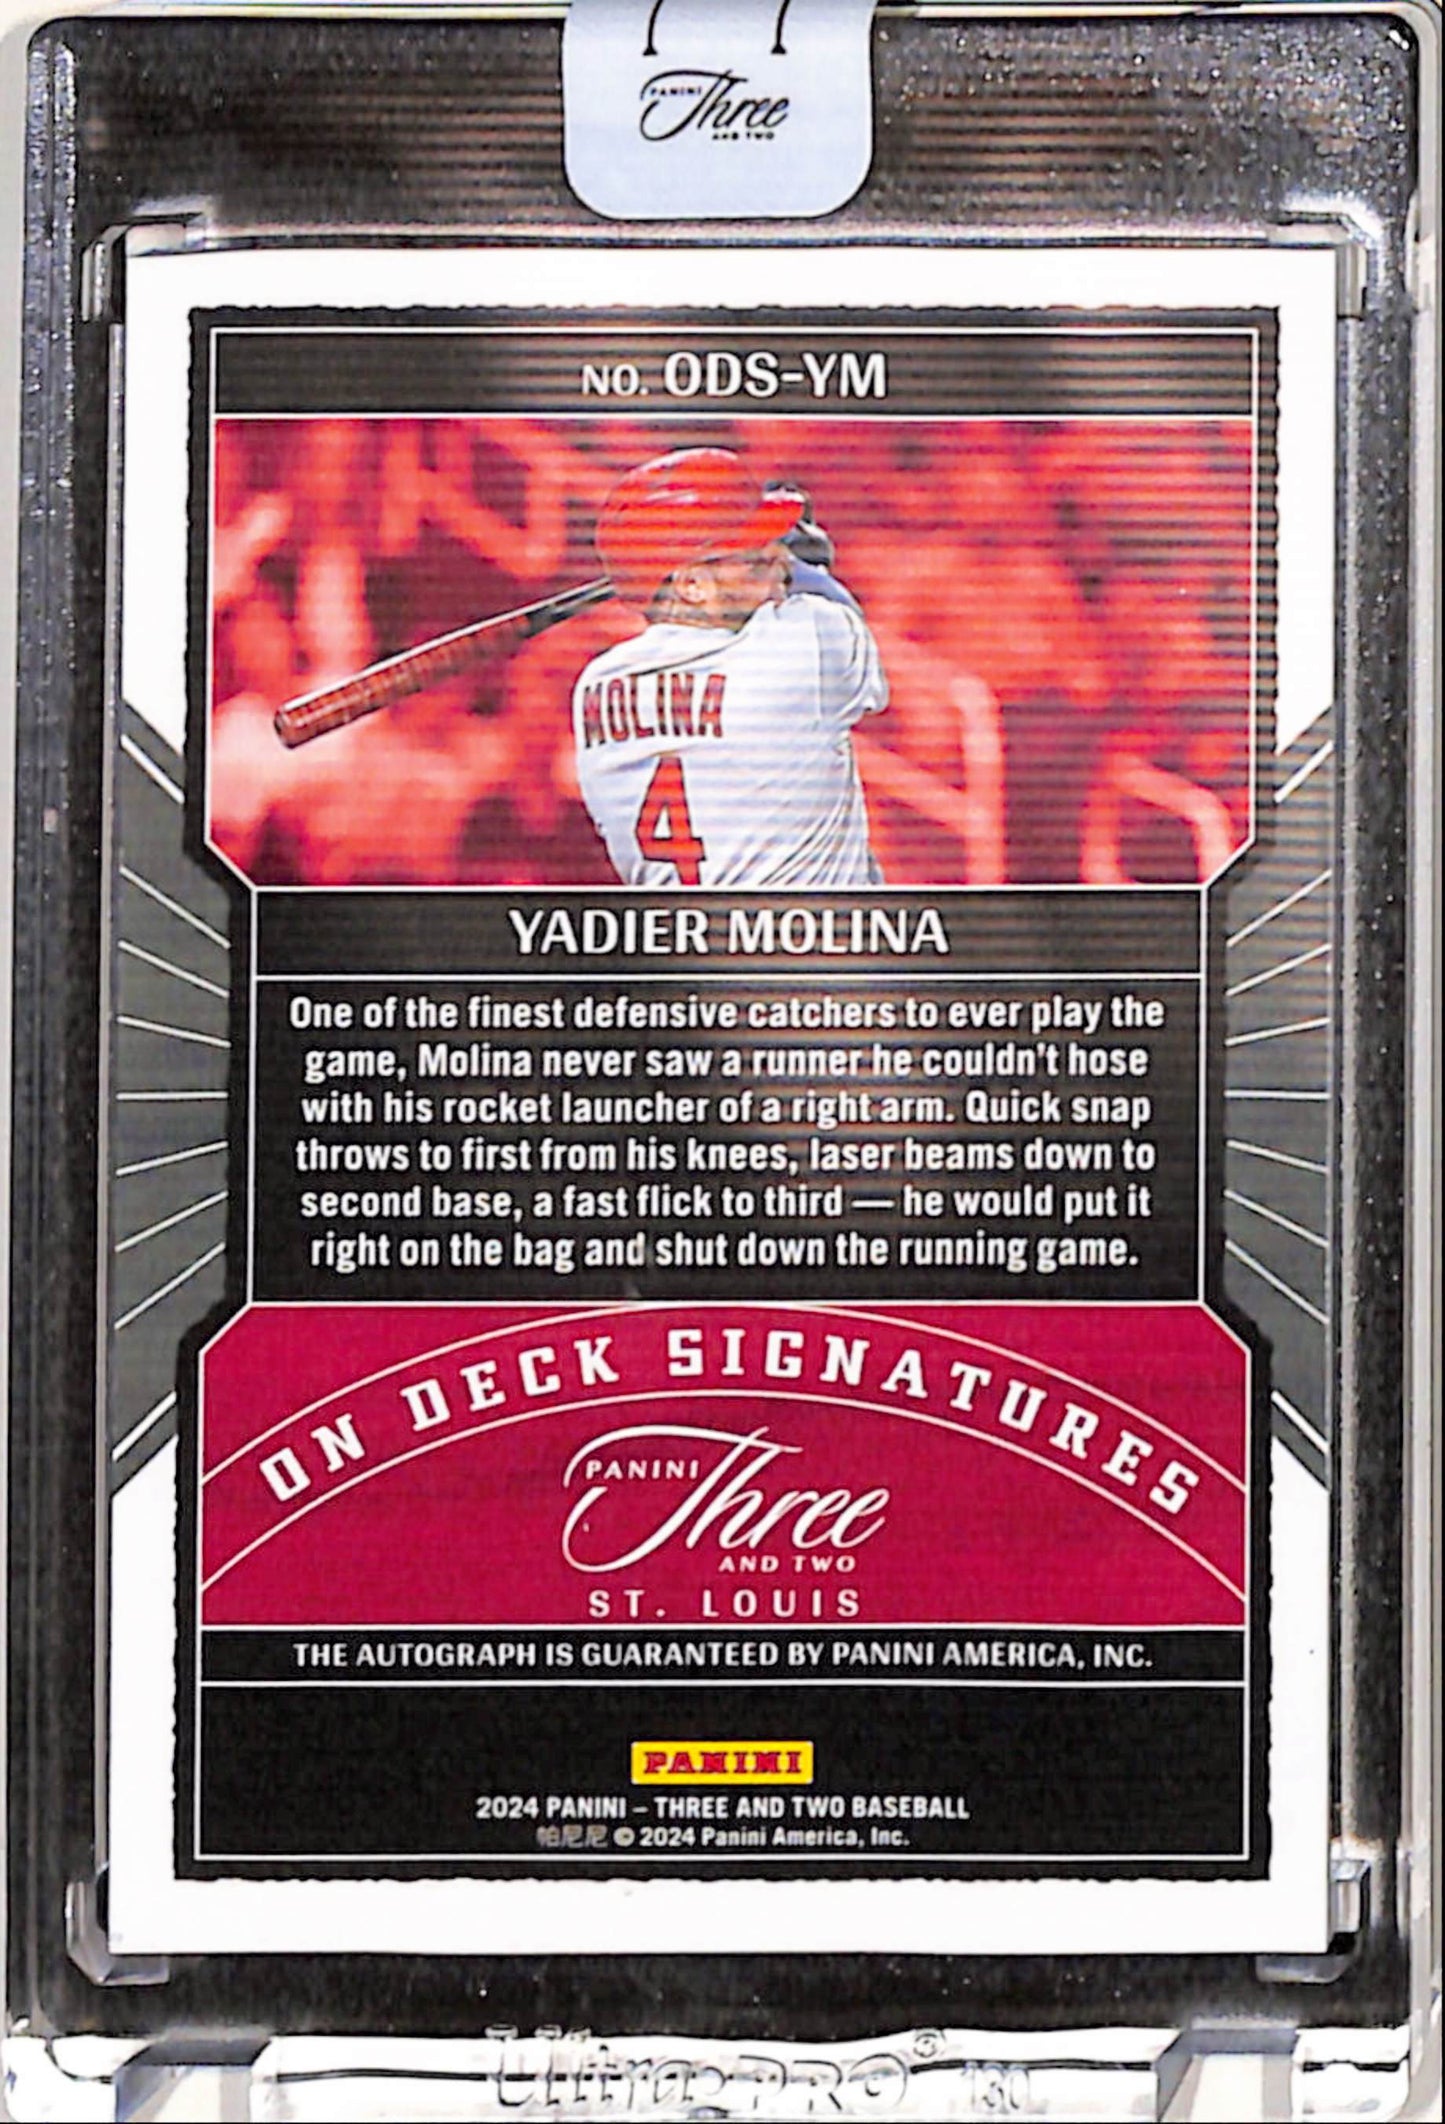 PANINI
Three
AND TWO
NO. ODS-YM
MOLINA
4
YADIER MOLINA
One of the finest defensive catchers to ever play the
game, Molina never saw a runner he couldn't hose
with his rocket launcher of a right arm. Quick snap
throws to first from his knees, laser beams down to
second base, a fast flick to third — he would put it
right on the bag and shut down the running game.
ON DECK SIGNATURES
PANINI
Three
AND TWO
ST. LOUIS
THE AUTOGRAPH IS GUARANTEED BY PANINI AMERICA, INC.
PANINI
2024 PANINI – THREE AND TWO BASEBALL
帕尼尼 © 2024 Panini America, Inc.
Ultra·PRO® 130